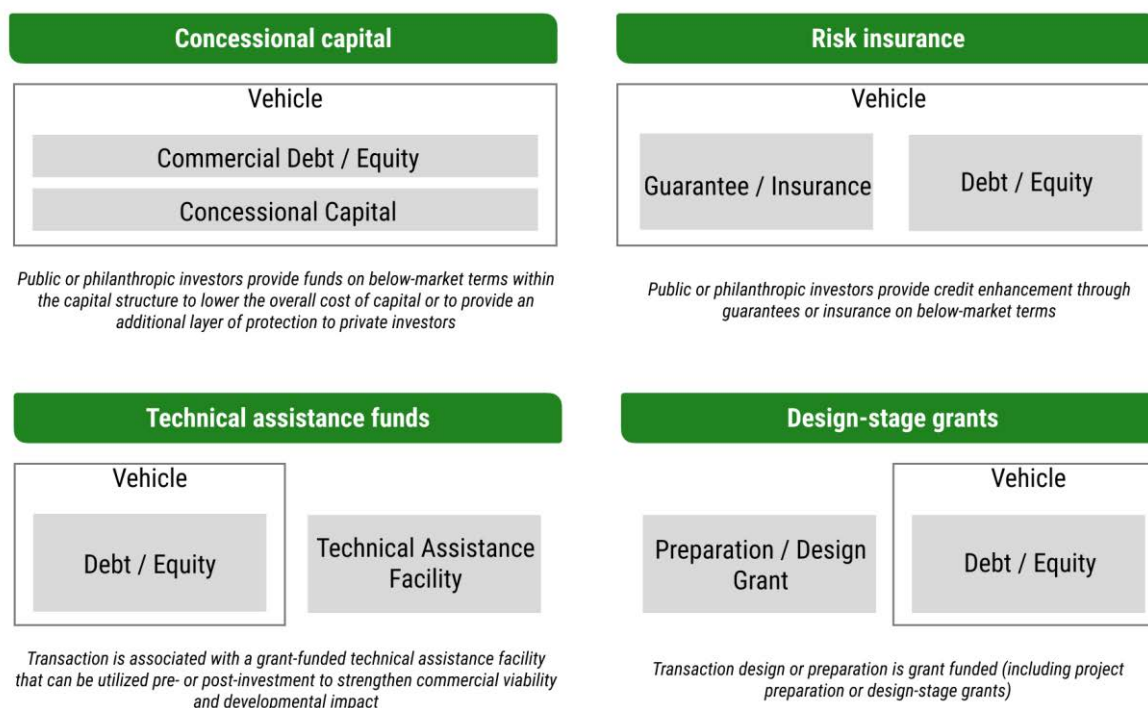 Concessional capital
Vehicle
Commercial Debt / Equity
Concessional Capital
Public or philanthropic investors provide funds on below-market terms within
the capital structure to lower the overall cost of capital or to provide an
additional layer of protection to private investors
Risk insurance
Vehicle
Guarantee / Insurance
Debt / Equity
Public or philanthropic investors provide credit enhancement through
guarantees or insurance on below-market terms
Technical assistance funds
Vehicle
Debt / Equity
Technical Assistance
Facility
Transaction is associated with a grant-funded technical assistance facility
that can be utilized pre- or post-investment to strengthen commercial viability
and developmental impact
Design-stage grants
Preparation / Design
Grant
Vehicle
Debt / Equity
Transaction design or preparation is grant funded (including project
preparation or design-stage grants)